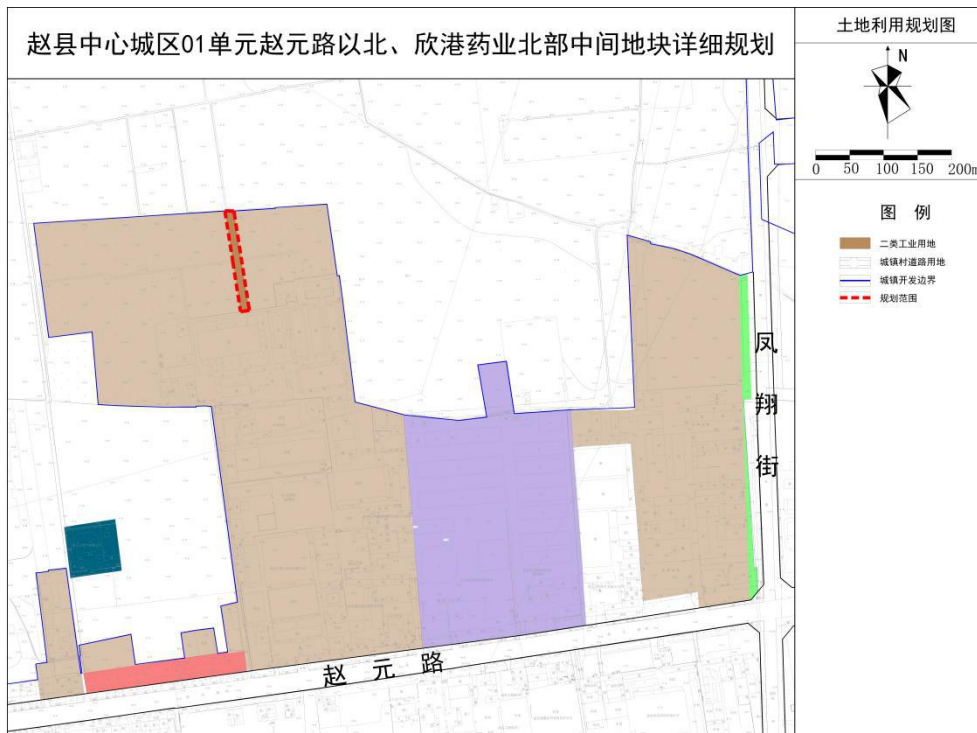 赵县中心城区01单元赵元路以北、欣港药业北部中间地块详细规划
土地利用规划图
N
0 50 100 150 200m
图 例
二类工业用地
城镇村道路用地
城镇开发边界
规划范围
凤翔街
赵元路